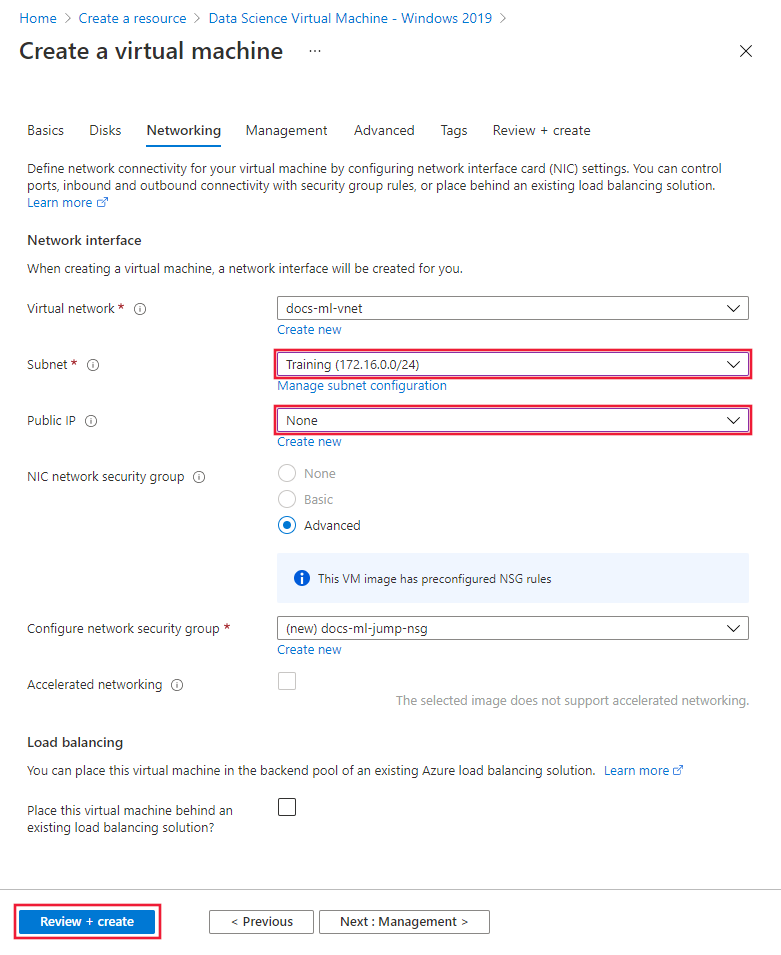 Home > Create a resource > Data Science Virtual Machine - Windows 2019 >
Create a virtual machine ...
Basics Disks Networking Management Advanced Tags Review + create
Define network connectivity for your virtual machine by configuring network interface card (NIC) settings. You can control
ports, inbound and outbound connectivity with security group rules, or place behind an existing load balancing solution.
Learn more
Network interface
When creating a virtual machine, a network interface will be created for you.
Virtual network * docs-ml-vnet
Create new
Subnet * Training (172.16.0.0/24)
Manage subnet configuration
Public IP None
Create new
NIC network security group None
Basic
Advanced
This VM image has preconfigured NSG rules
Configure network security group * (new) docs-ml-jump-nsg
Create new
Accelerated networking
The selected image does not support accelerated networking.
Load balancing
You can place this virtual machine in the backend pool of an existing Azure load balancing solution. Learn more
Place this virtual machine behind an
existing load balancing solution?
Review + create < Previous Next : Management >